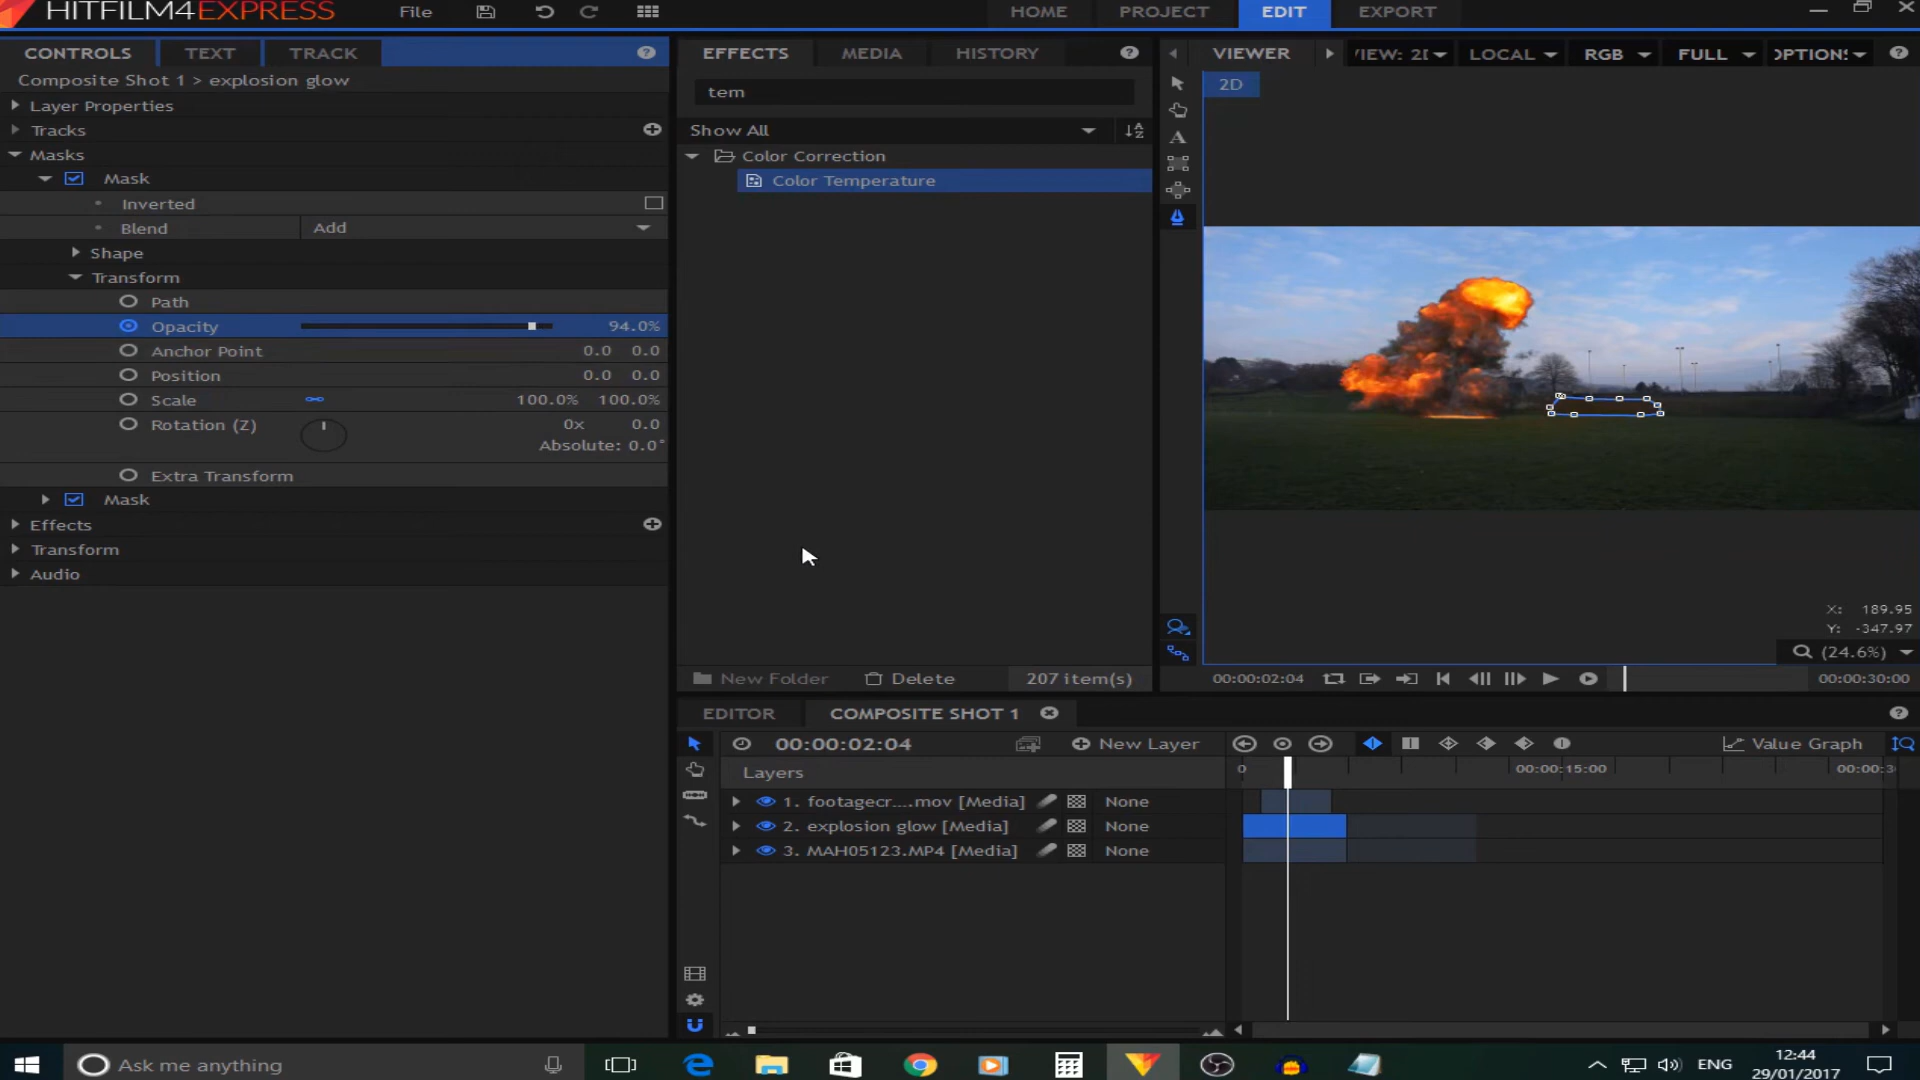 HITFILM4EXPRESS
File
HOME
PROJECT
EDIT
EXPORT
CONTROLS
TEXT
TRACK
Composite Shot 1 > explosion glow
Layer Properties
Tracks
Masks
Mask
Inverted
Blend Add
Shape
Transform
Path
Opacity 94.0%
Anchor Point 0.0 0.0
Position 0.0 0.0
Scale 100.0% 100.0%
Rotation (Z) 0x 0.0
Absolute: 0.0°
Extra Transform
Mask
Effects
Transform
Audio
EFFECTS
MEDIA
HISTORY
tem
Show All
Color Correction
Color Temperature
New Folder
Delete
207 item(s)
VIEWER
LOCAL
RGB
FULL
2D
X: 189.95
Y: -347.97
(24.6%)
00:00:02:04
00:00:30:00
EDITOR
COMPOSITE SHOT 1
00:00:02:04
New Layer
Value Graph
Layers
0
00:00:15:00
00:00:3
1. footagecr....mov [Media] None
2. explosion glow [Media] None
3. MAH05123.MP4 [Media] None
Ask me anything
ENG
12:44
29/01/2017